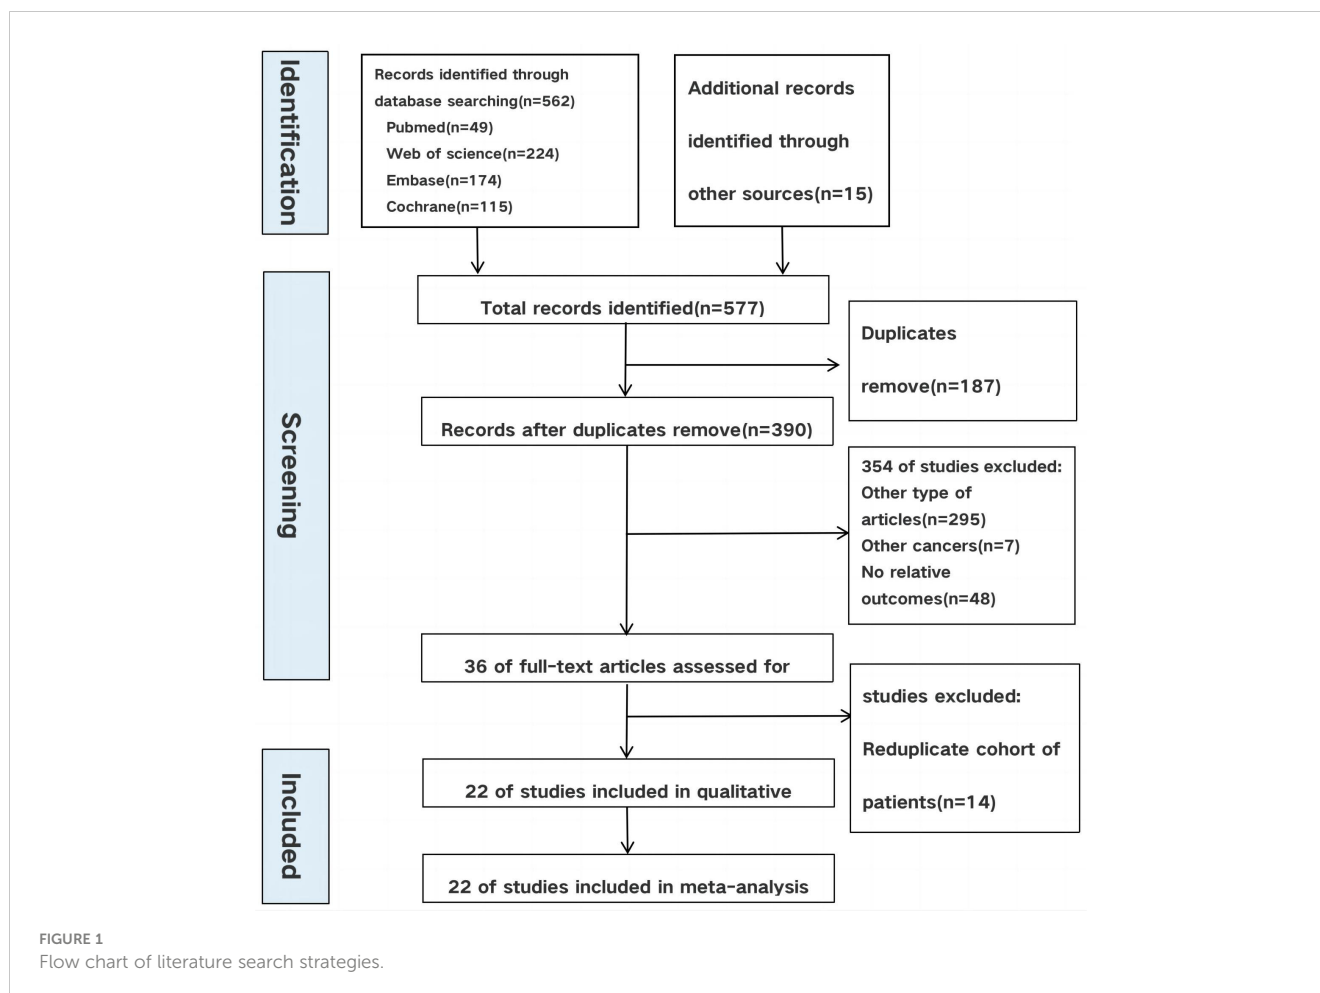 Identification
Records identified through
database searching(n=562)
Pubmed(n=49)
Web of science(n=224)
Embase(n=174)
Cochrane(n=115)
Additional records
identified through
other sources(n=15)
Screening
Total records identified(n=577)
Duplicates
remove(n=187)
Records after duplicates remove(n=390)
354 of studies excluded:
Other type of
articles(n=295)
Other cancers(n=7)
No relative
outcomes(n=48)
36 of full-text articles assessed for
studies excluded:
Reduplicate cohort of
patients(n=14)
Included
22 of studies included in qualitative
22 of studies included in meta-analysis
FIGURE 1
Flow chart of literature search strategies.